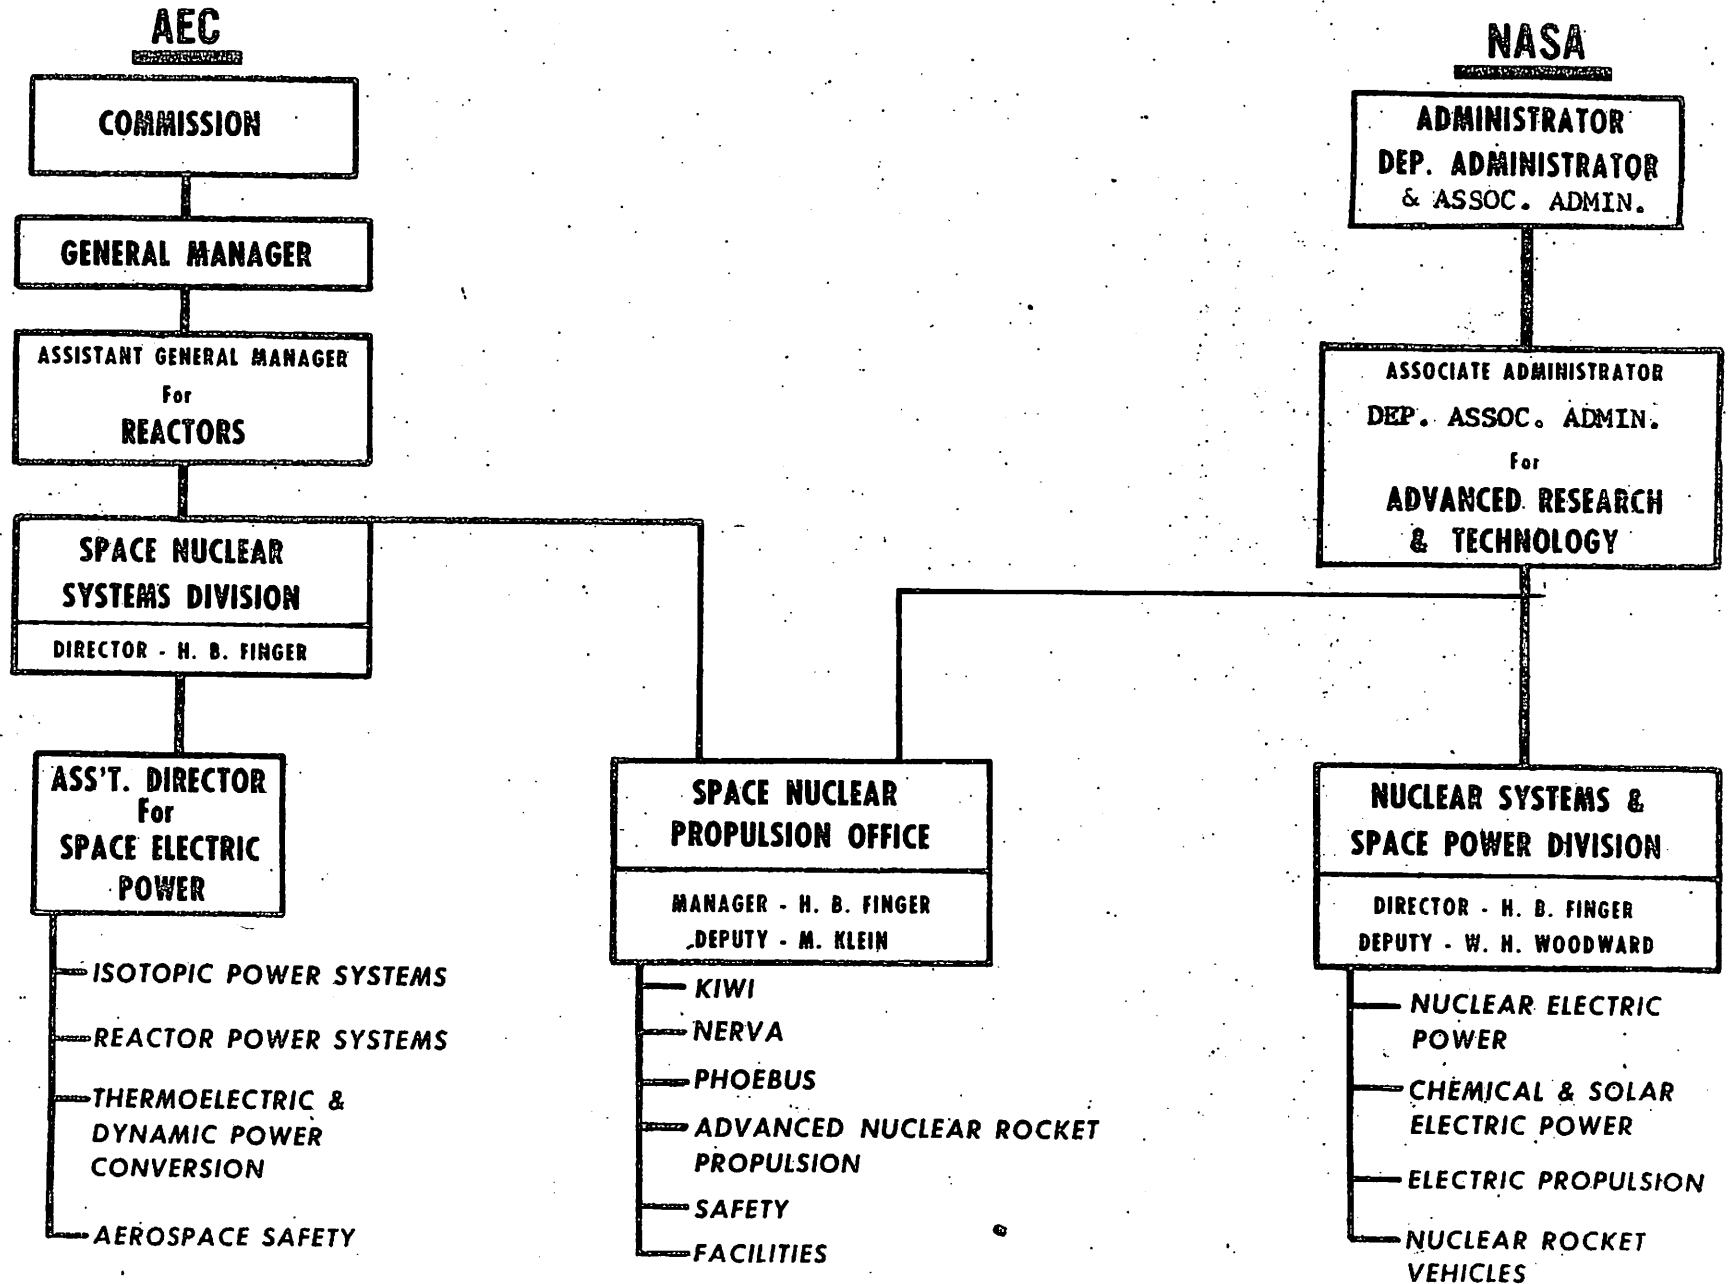 AEC
COMMISSION
GENERAL MANAGER
ASSISTANT GENERAL MANAGER
For
REACTORS
SPACE NUCLEAR
SYSTEMS DIVISION
DIRECTOR - H. B. FINGER
ASS'T. DIRECTOR
For
SPACE ELECTRIC
POWER
ISOTOPIC POWER SYSTEMS
REACTOR POWER SYSTEMS
THERMOELECTRIC &
DYNAMIC POWER
CONVERSION
AEROSPACE SAFETY
SPACE NUCLEAR
PROPULSION OFFICE
MANAGER - H. B. FINGER
DEPUTY - M. KLEIN
KIWI
NERVA
PHOEBUS
ADVANCED NUCLEAR ROCKET
PROPULSION
SAFETY
FACILITIES
NASA
ADMINISTRATOR
DEP. ADMINISTRATOR
& ASSOC. ADMIN.
ASSOCIATE ADMINISTRATOR
DEP. ASSOC. ADMIN.
For
ADVANCED RESEARCH
& TECHNOLOGY
NUCLEAR SYSTEMS &
SPACE POWER DIVISION
DIRECTOR - H. B. FINGER
DEPUTY - W. H. WOODWARD
NUCLEAR ELECTRIC
POWER
CHEMICAL & SOLAR
ELECTRIC POWER
ELECTRIC PROPULSION
NUCLEAR ROCKET
VEHICLES